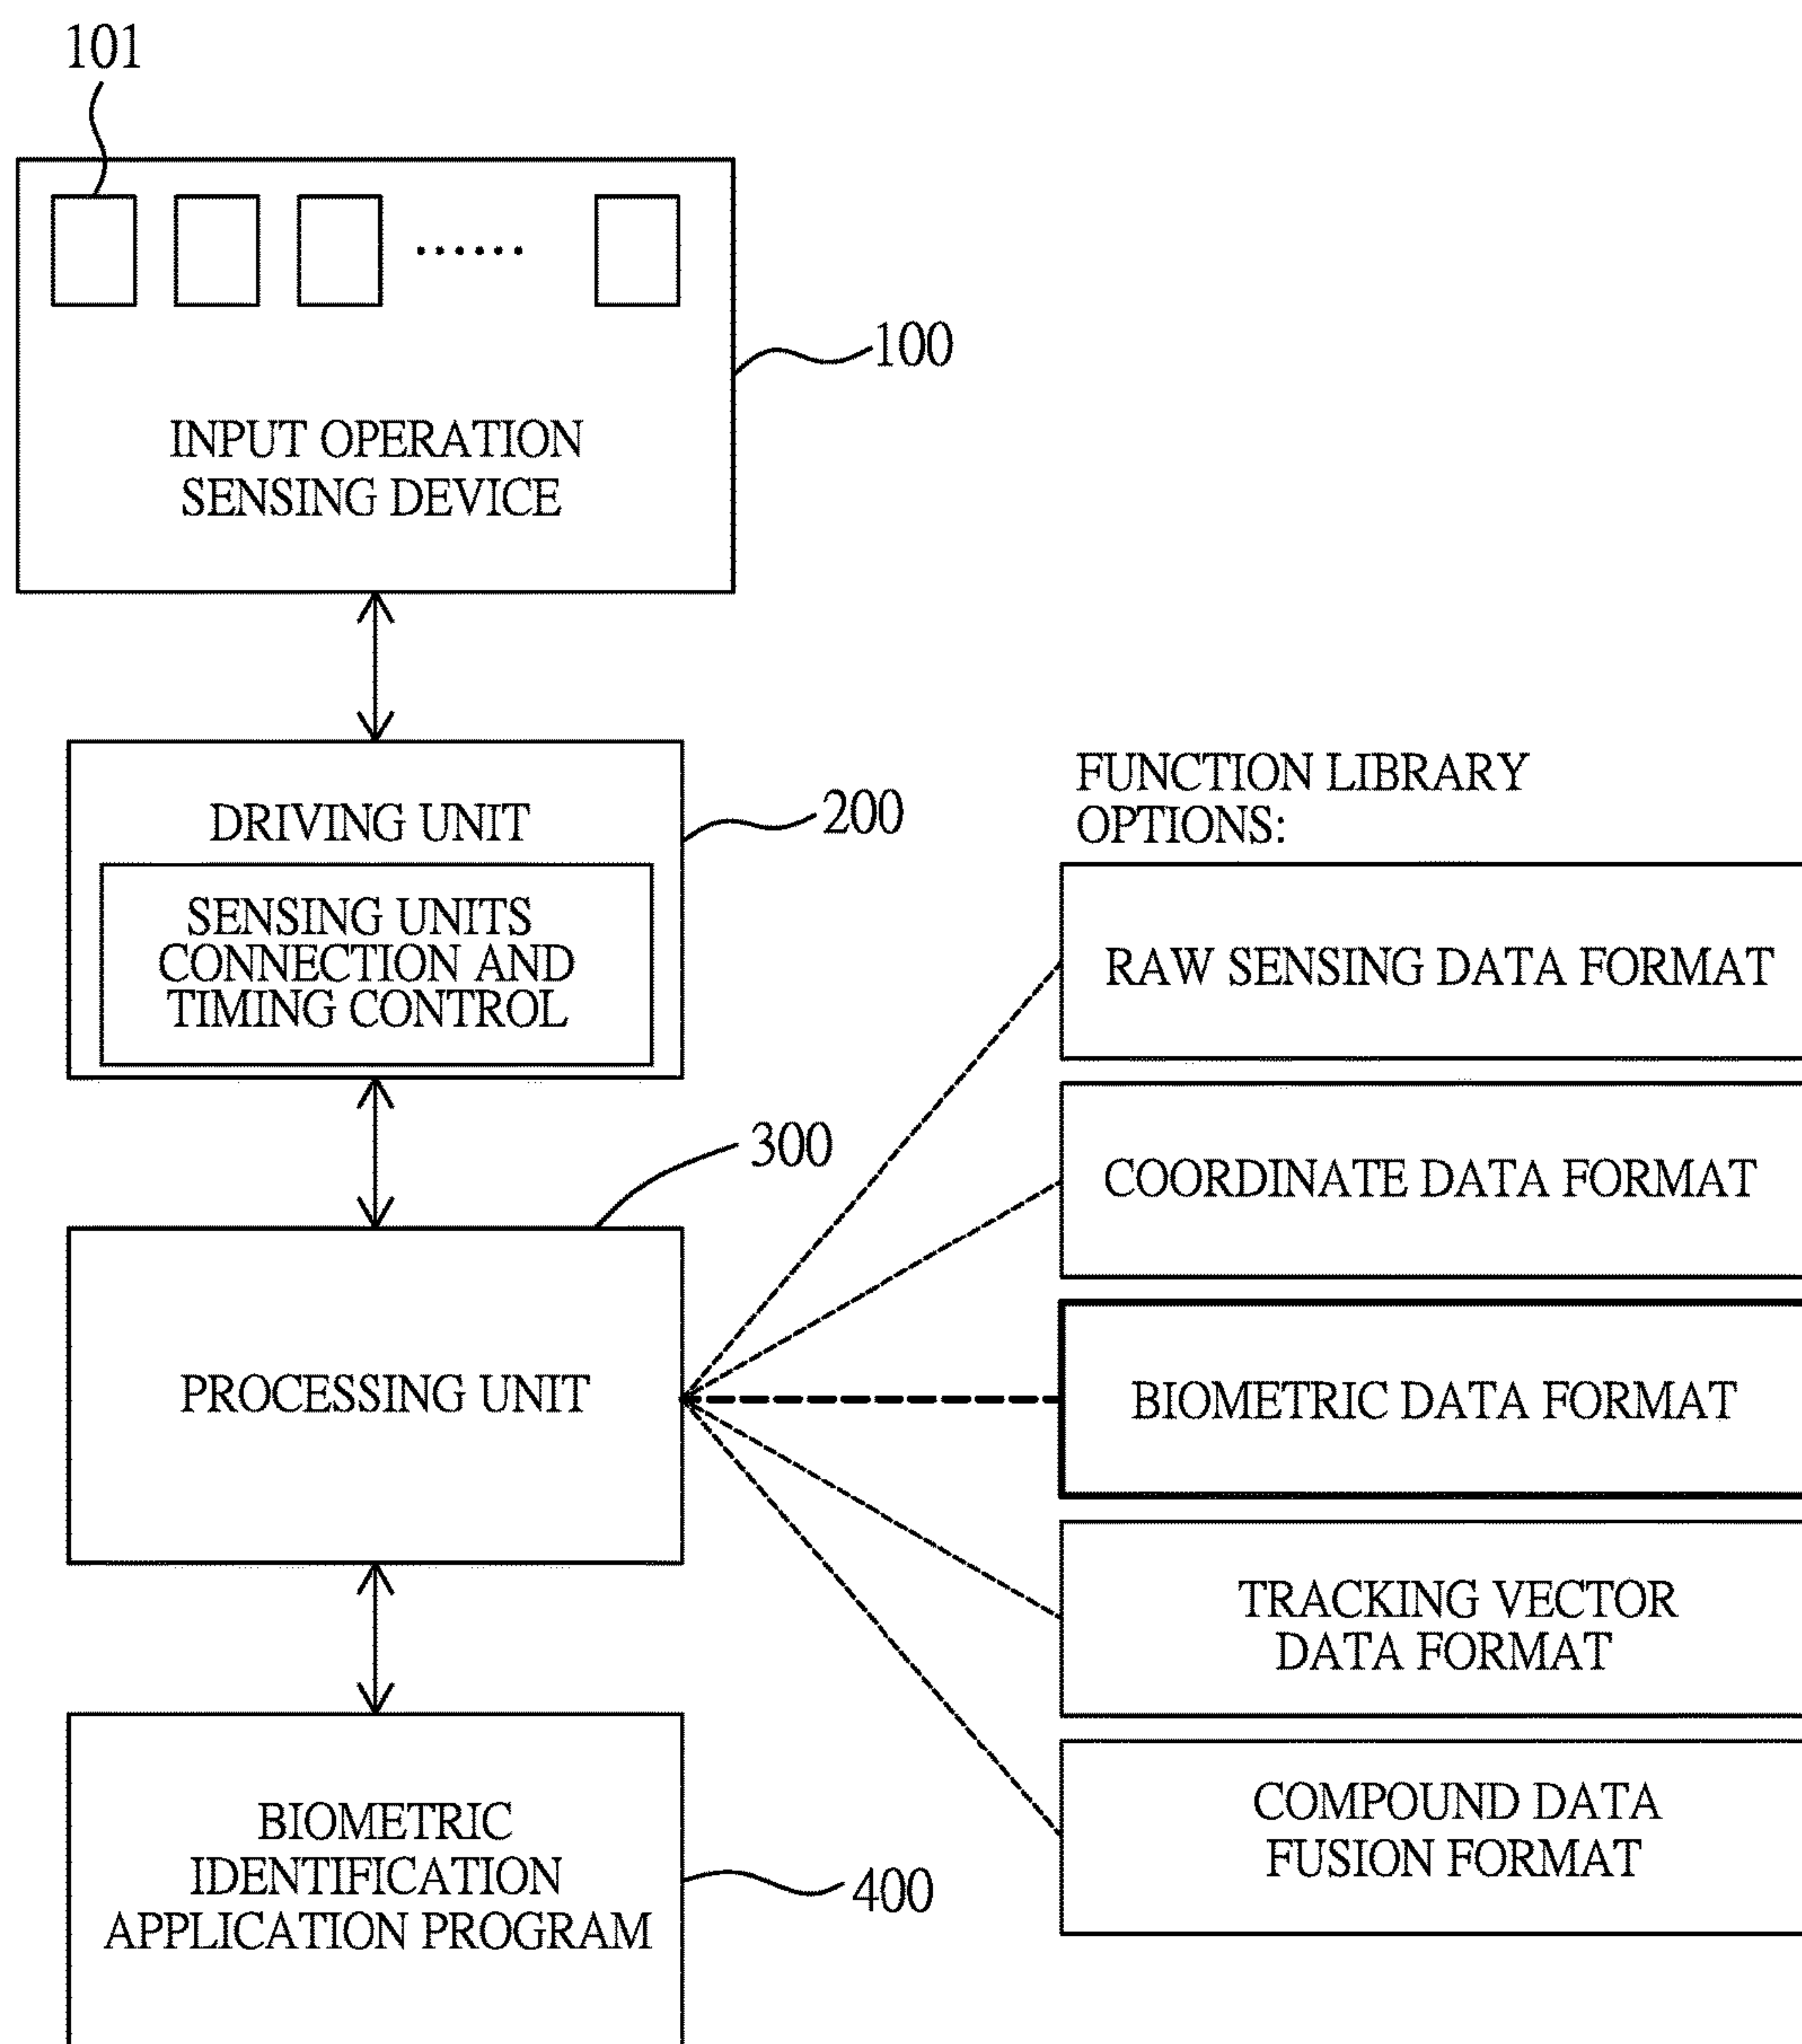 101
100
INPUT OPERATION
SENSING DEVICE
DRIVING UNIT
200
SENSING UNITS
CONNECTION AND
TIMING CONTROL
300
PROCESSING UNIT
BIOMETRIC
IDENTIFICATION
APPLICATION PROGRAM
400
FUNCTION LIBRARY
OPTIONS:
RAW SENSING DATA FORMAT
COORDINATE DATA FORMAT
BIOMETRIC DATA FORMAT
TRACKING VECTOR
DATA FORMAT
COMPOUND DATA
FUSION FORMAT